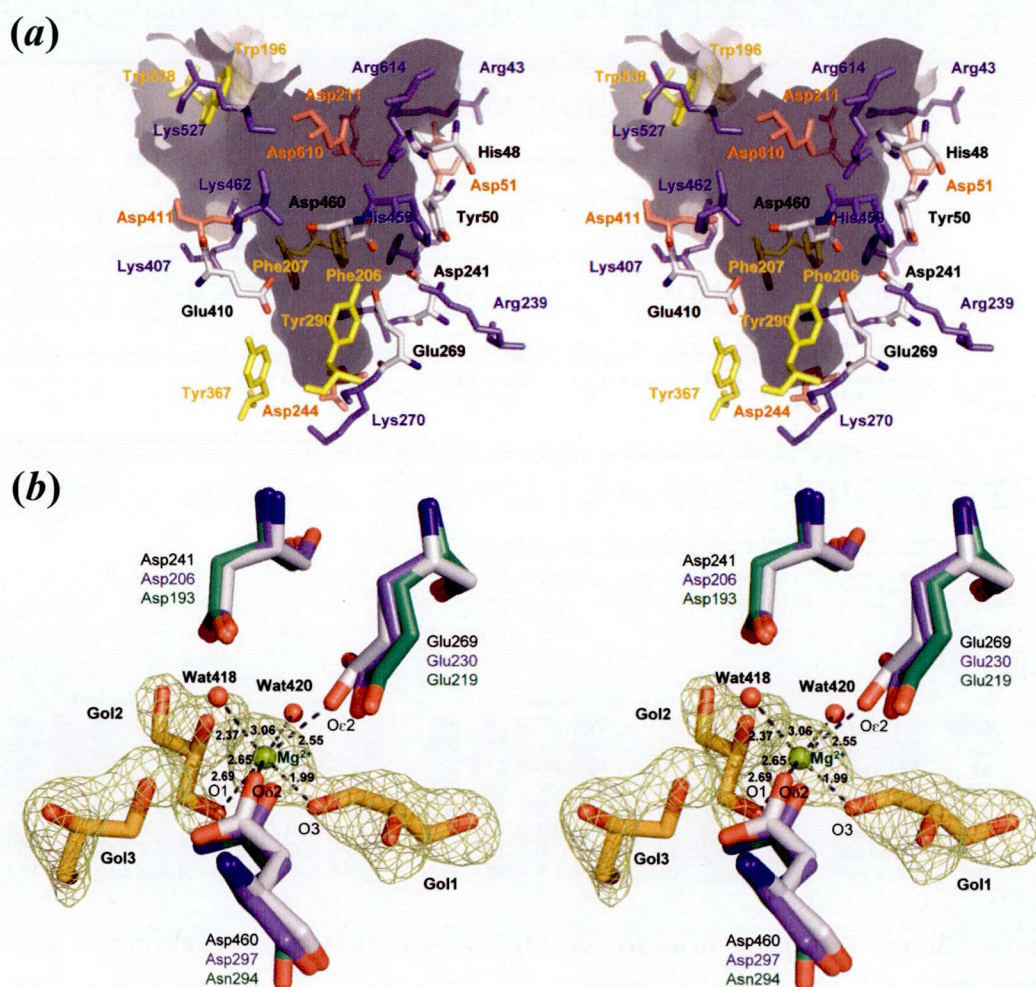 (a)
Trp196 Trp196
Trp538 Arg614 Arg43 Trp538 Arg614 Arg43
Asp211 Asp211
Lys527 Lys527
Asp610 His48 Asp610 His48
Lys462 Asp51 Lys462 Asp51
Asp460 Asp460
Asp411 His459 Tyr50 Asp411 His459 Tyr50
Lys407 Phe207 Asp241 Lys407 Phe207 Asp241
Phe206 Phe206
Glu410 Arg239 Glu410 Arg239
Tyr290 Tyr290
Glu269 Glu269
Tyr367 Tyr367
Asp244 Lys270 Asp244 Lys270
(b)
Asp241 Asp241
Asp206 Asp206
Asp193 Asp193
Glu269 Glu269
Glu230 Glu230
Glu219 Glu219
Wat418 Wat420 Wat418 Wat420
Gol2 Oε2 Gol2 Oε2
2.37 3.06 2.55 2.37 3.06 2.55
2.65 Mg2+ 2.65 Mg2+
2.69 1.99 2.69 1.99
O1 Oδ2 O1 Oδ2
O3 O3
Gol3 Gol1 Gol3 Gol1
Asp460 Asp460
Asp297 Asp297
Asn294 Asn294